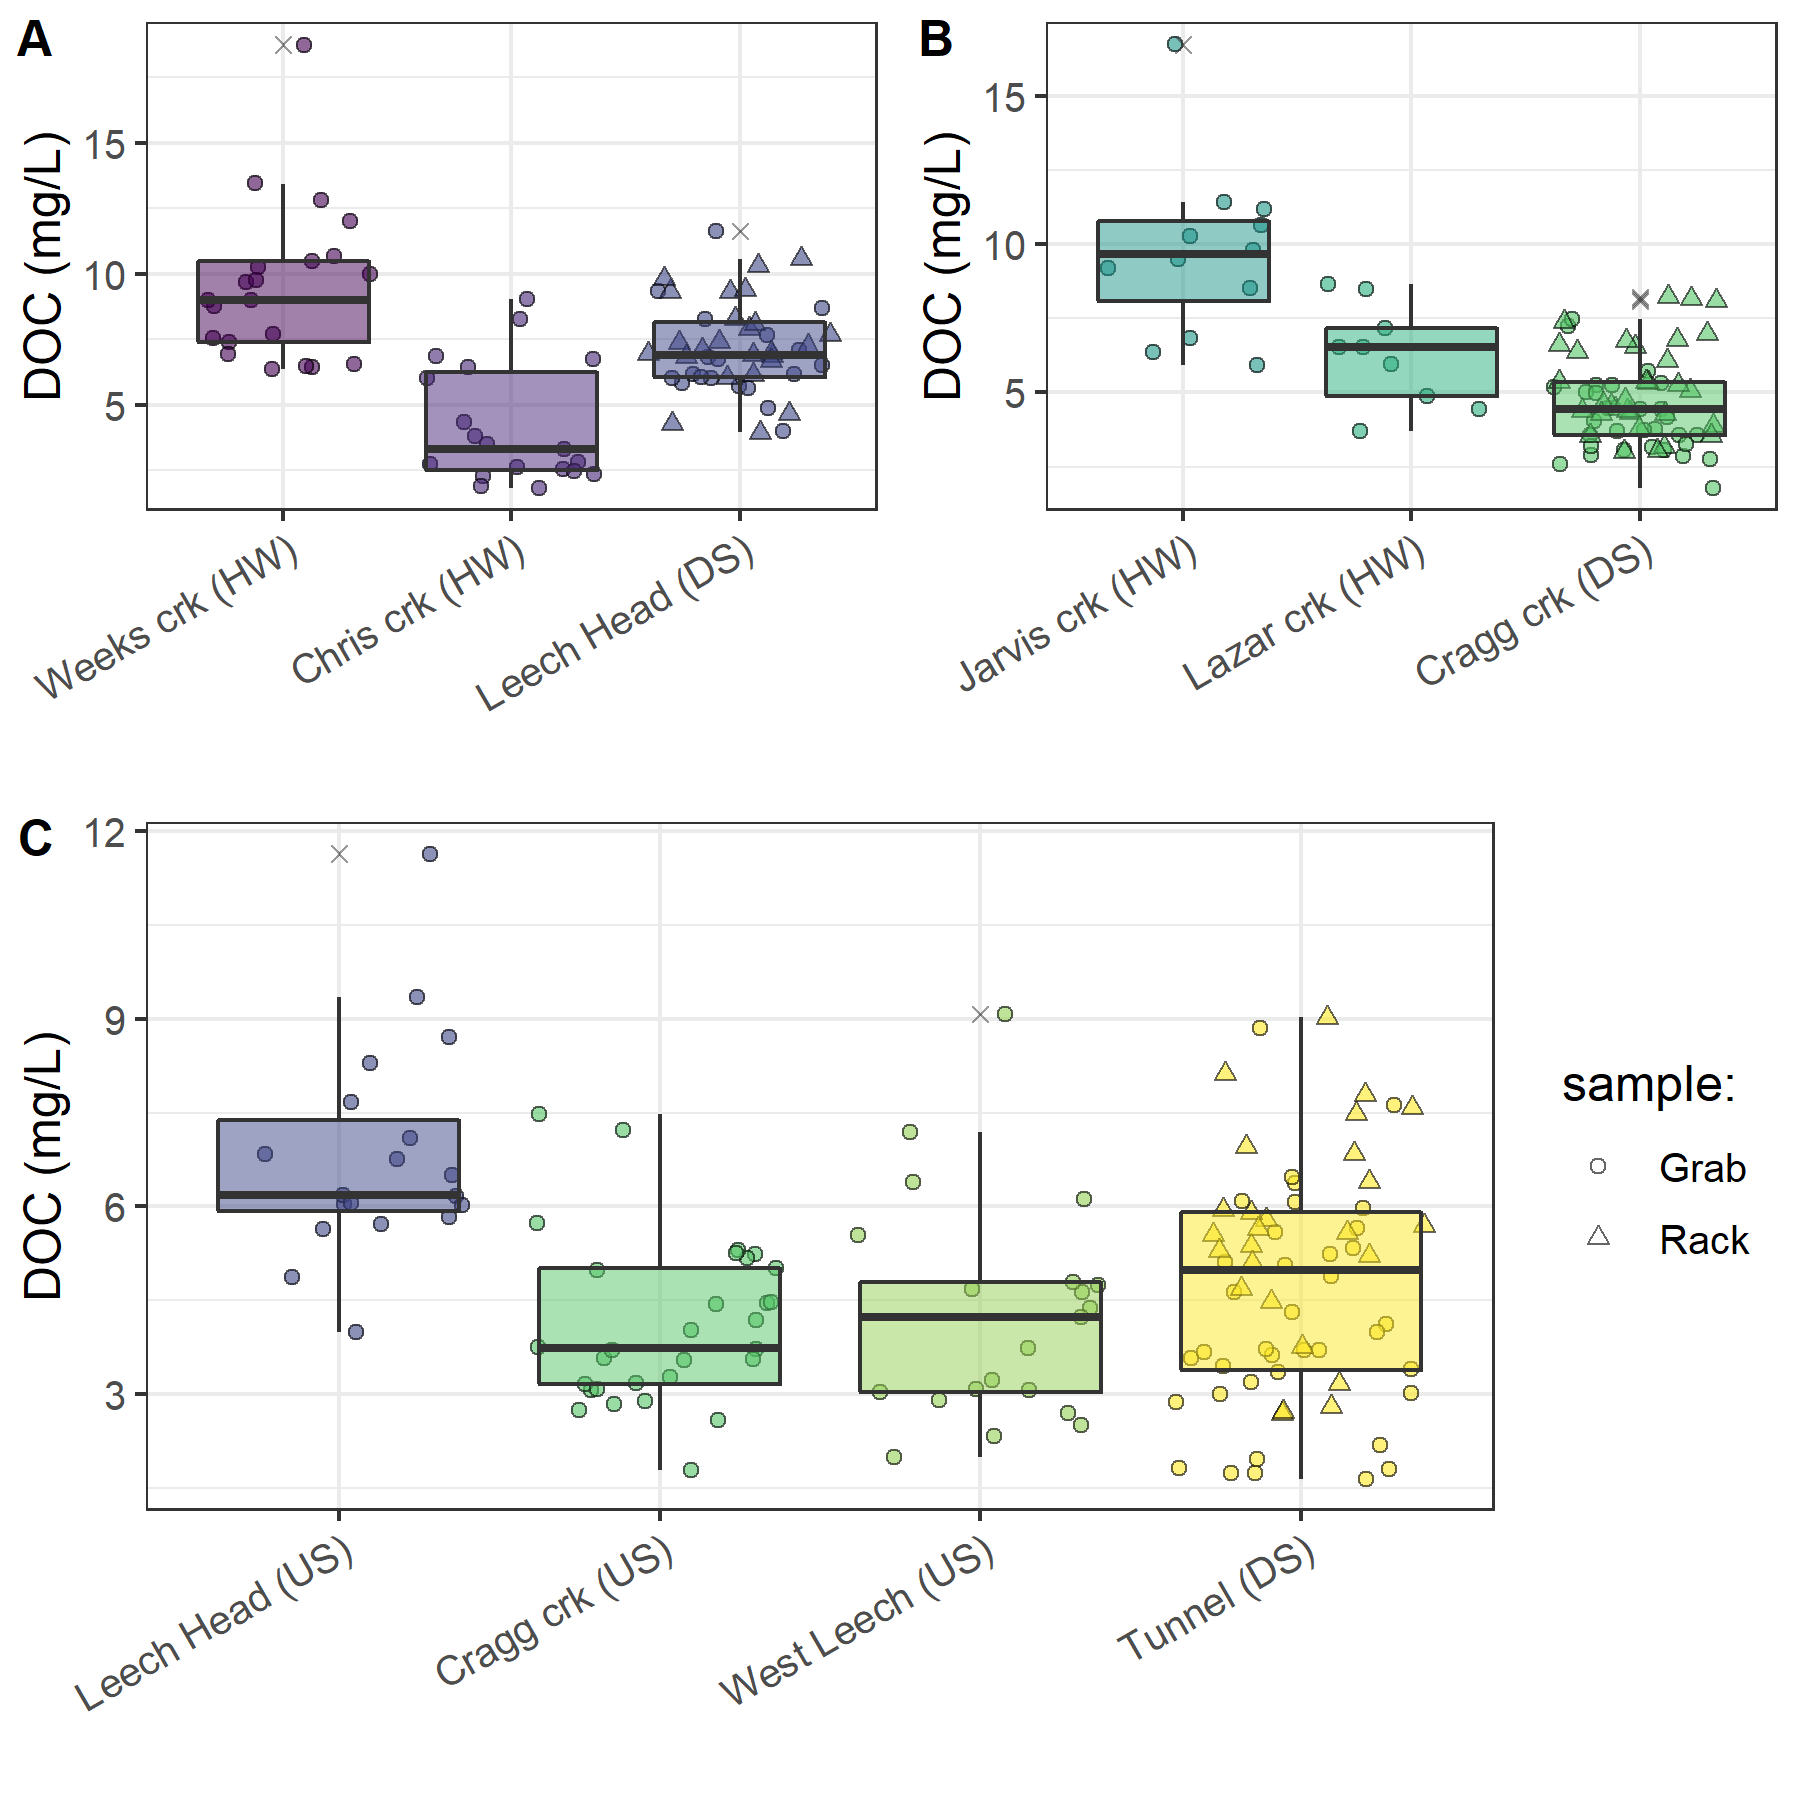 A
DOC (mg/L)
15
10
5
Weeks crk (HW)
Chris crk (HW)
Leech Head (DS)
B
DOC (mg/L)
15
10
5
Jarvis crk (HW)
Lazar crk (HW)
Cragg crk (DS)
C
DOC (mg/L)
12
9
6
3
Leech Head (US)
Cragg crk (US)
West Leech (US)
Tunnel (DS)
sample:
Grab
Rack